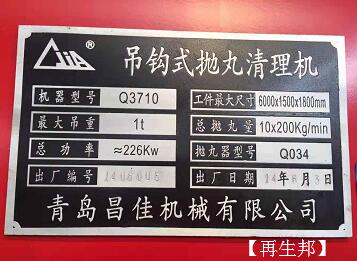 JIA ® 吊钩式抛丸清理机
机器型号 Q3710 工件最大尺寸 6000x1500x1800mm
最大吊重 1t 总抛丸量 10x200Kg/min
总功率 ≈226Kw 抛丸器型号 Q034
出厂编号 1406005 出厂日期 14年6月3日
青岛昌佳机械有限公司
【再生邦】